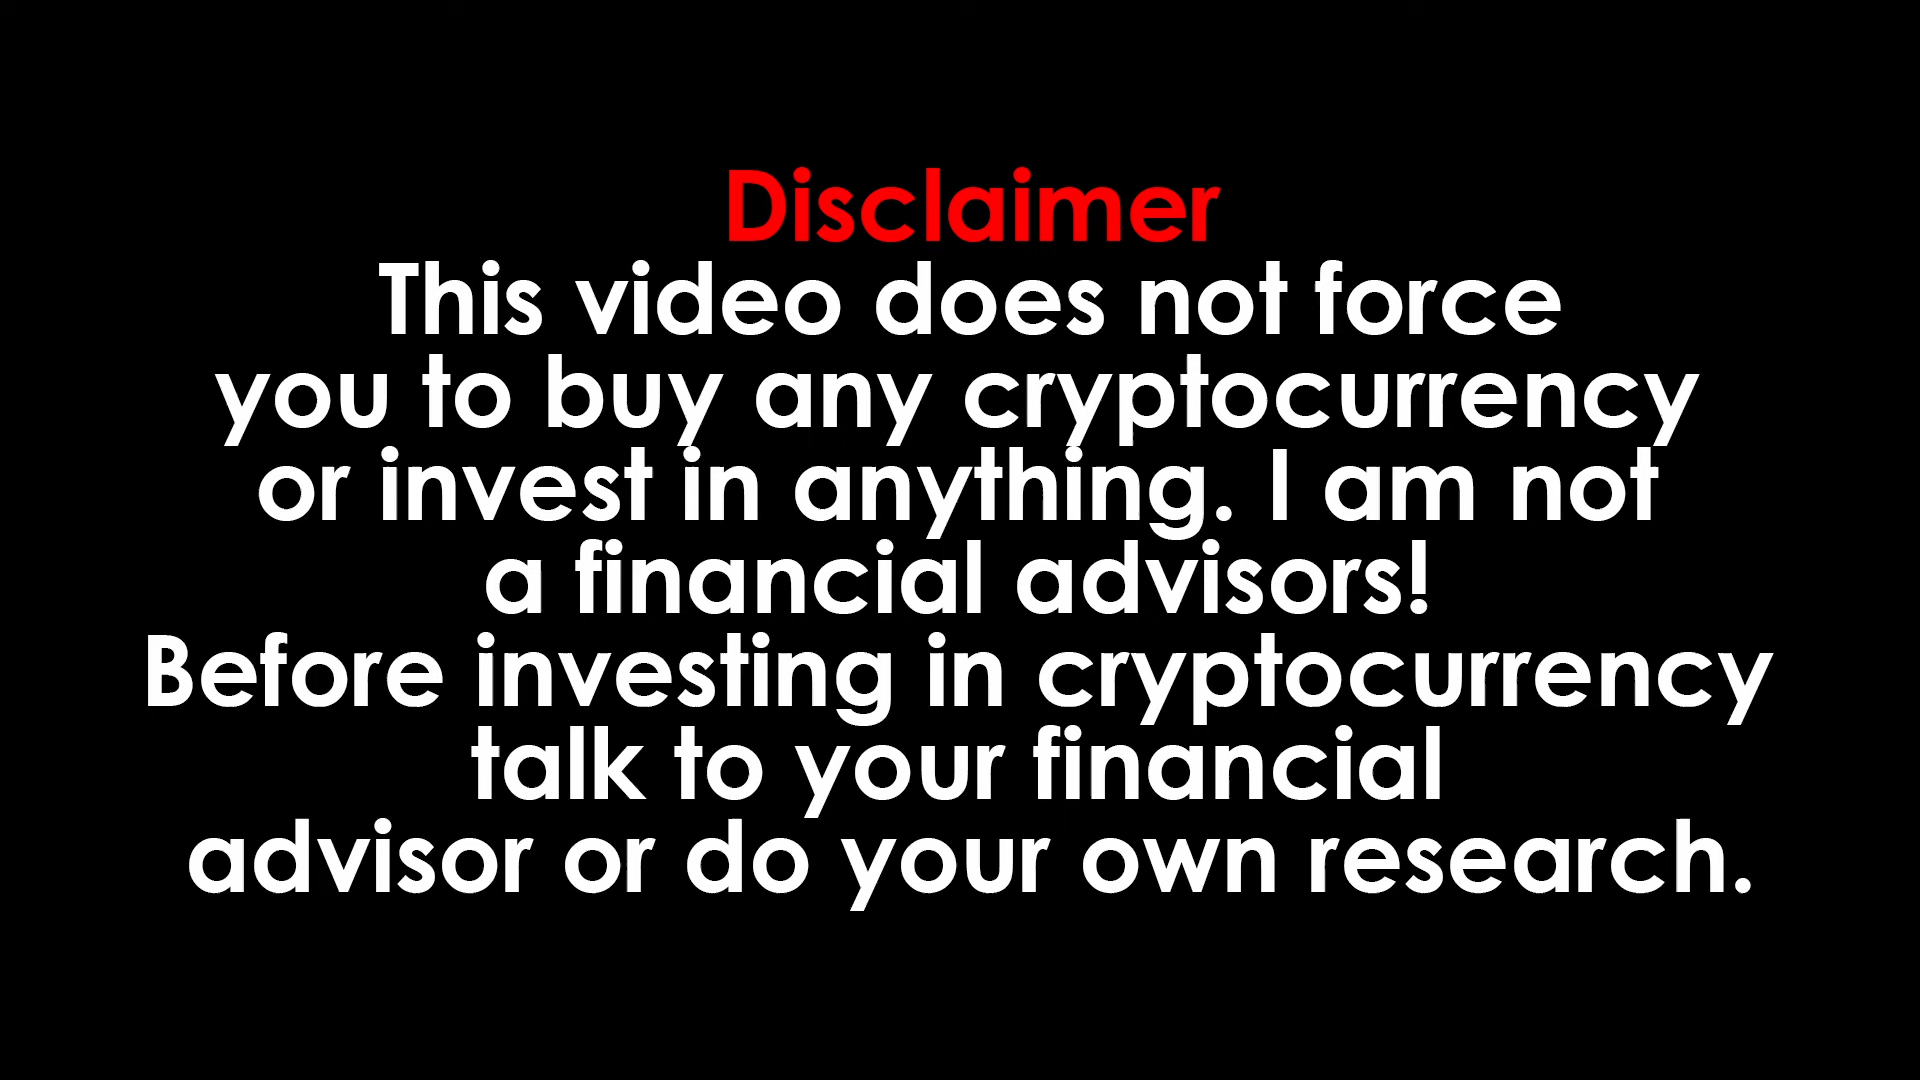 Disclaimer
This video does not force
you to buy any cryptocurrency
or invest in anything. I am not
a financial advisors!
Before investing in cryptocurrency
talk to your financial
advisor or do your own research.